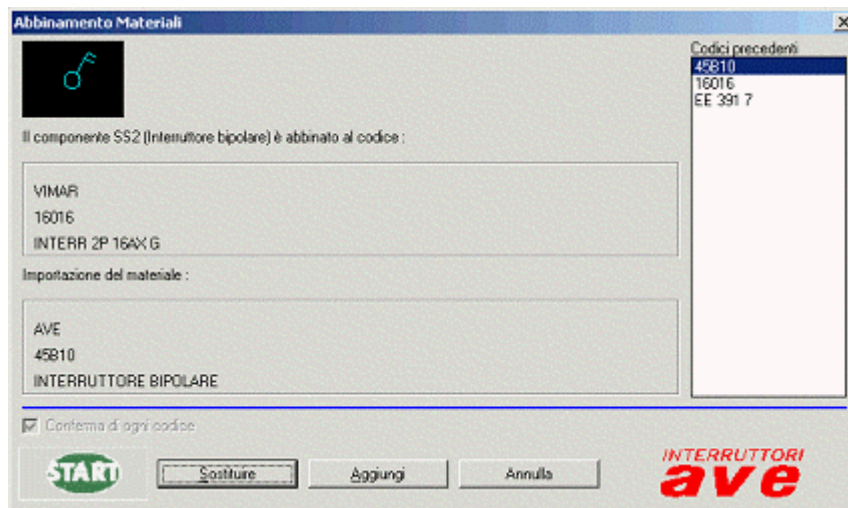 Abbinamento Materiali
Codici precedenti
45B10
16016
EE 391 7
Il componente SS2 (Interruttore bipolare) è abbinato al codice :
VIMAR
16016
INTERR 2P 16AX G
Importazione del materiale :
AVE
45B10
INTERRUTTORE BIPOLARE
Conferma di ogni codice
START
Sostituire
Aggiungi
Annulla
INTERRUTTORI
ave